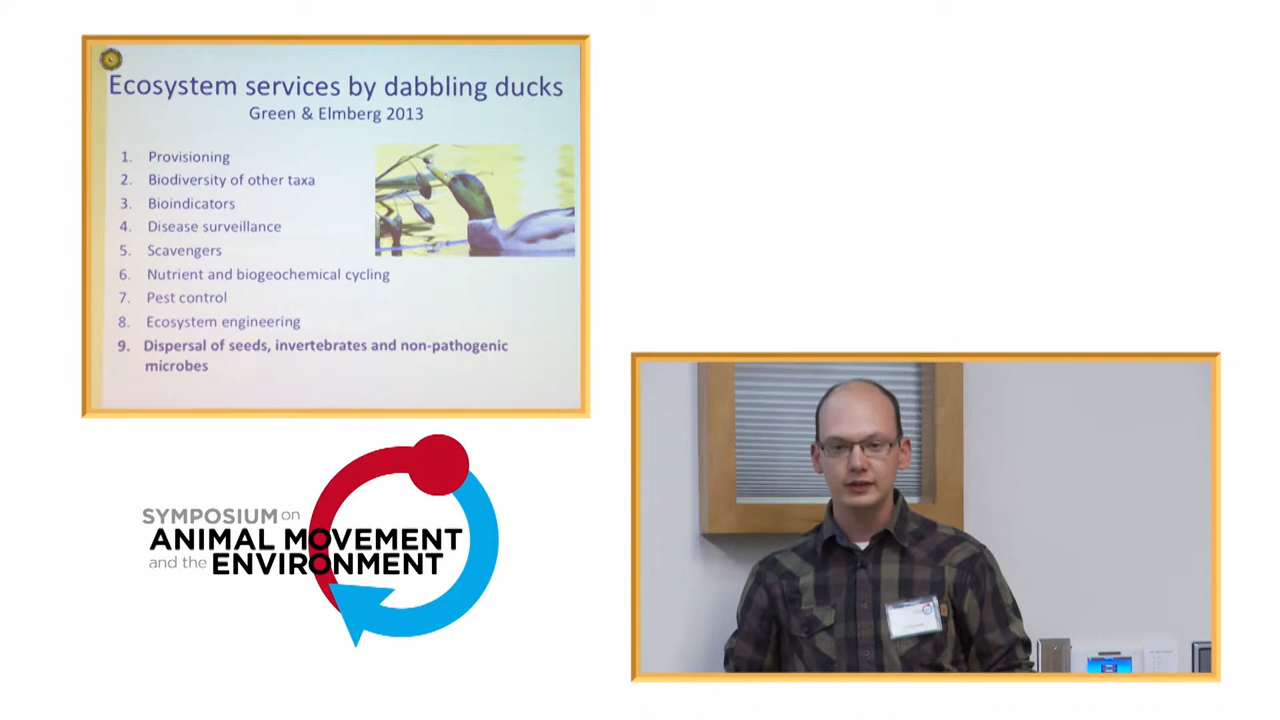 Ecosystem services by dabbling ducks
Green & Elmberg 2013
1. Provisioning
2. Biodiversity of other taxa
3. Bioindicators
4. Disease surveillance
5. Scavengers
6. Nutrient and biogeochemical cycling
7. Pest control
8. Ecosystem engineering
9. Dispersal of seeds, invertebrates and non-pathogenic
microbes
SYMPOSIUM on
ANIMAL MOVEMENT
and the ENVIRONMENT